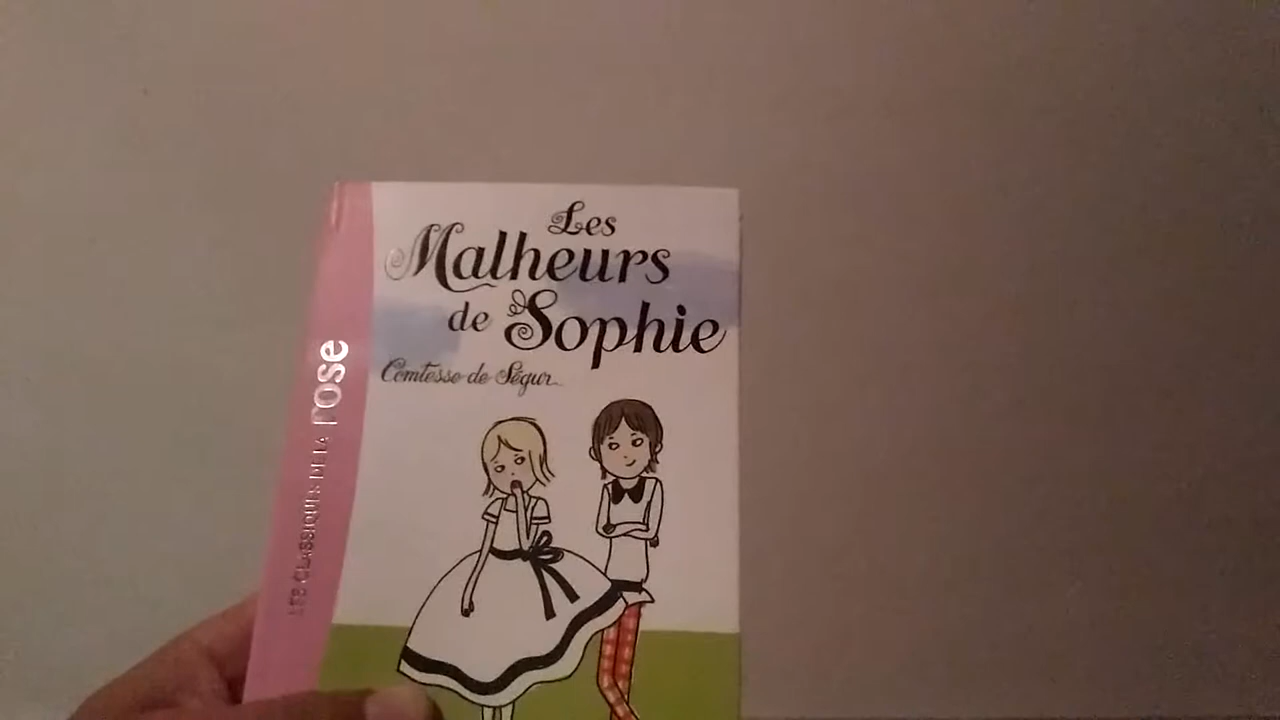 Les
Malheurs
de Sophie
Comtesse de Ségur
LES CLASSIQUES DE LA rose